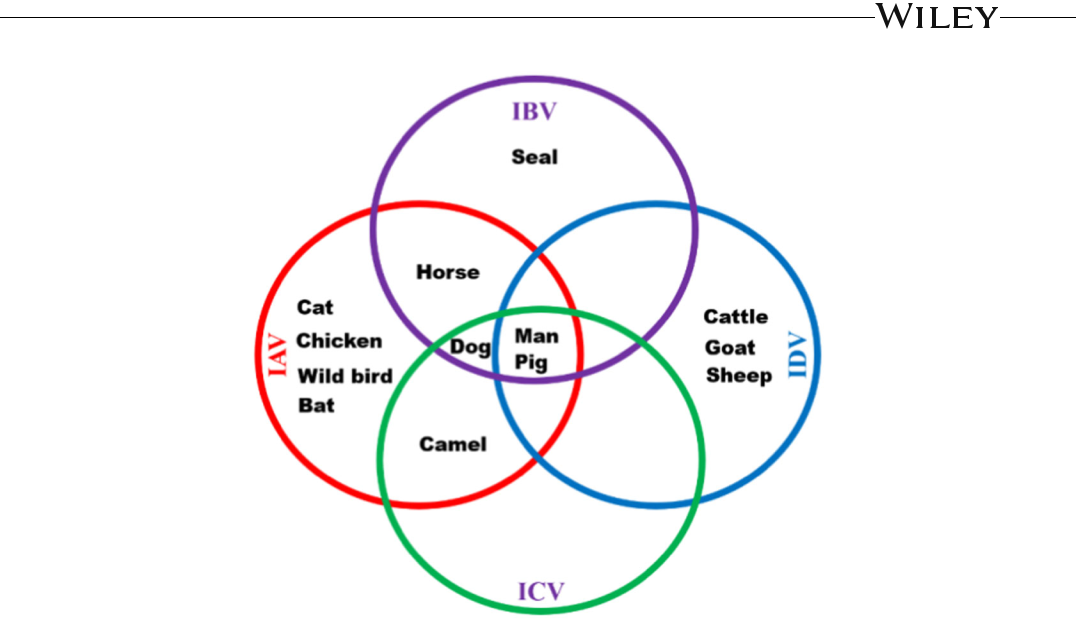 WILEY
IBV
Seal
Horse
Cat
Chicken
Wild bird
Bat
IAV
Dog
Man
Pig
Cattle
Goat
Sheep
IDV
Camel
ICV